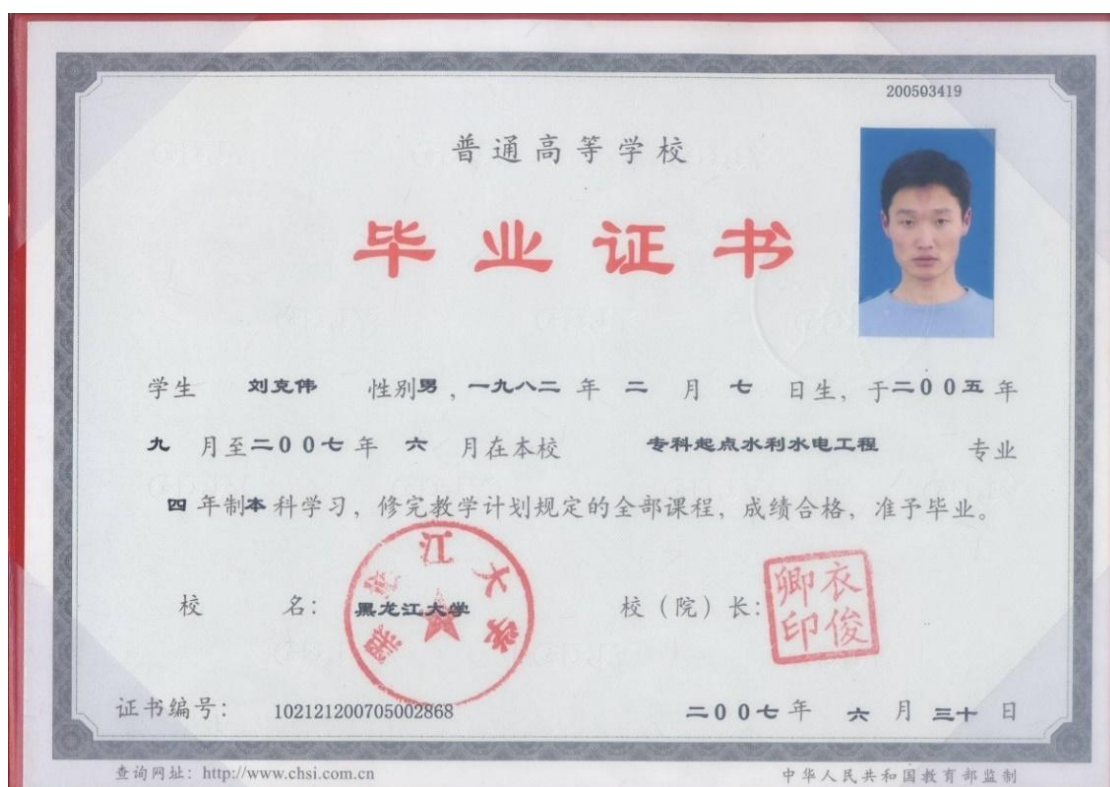 200503419
普通高等学校
毕业证书
学生 刘克伟 性别男，一九八二 年 二 月 七 日生，于二00五 年
九 月至二00七 年 六 月在本校 专科起点水利水电工程 专业
四 年制本 科学习，修完教学计划规定的全部课程，成绩合格，准予毕业。
校 名： 黑龙江大学 校（院）长：
黑龙江大学
卿衣
印俊
证书编号： 102121200705002868 二00七 年 六 月 三十 日
查询网址：http://www.chsi.com.cn 中华人民共和国教育部监制